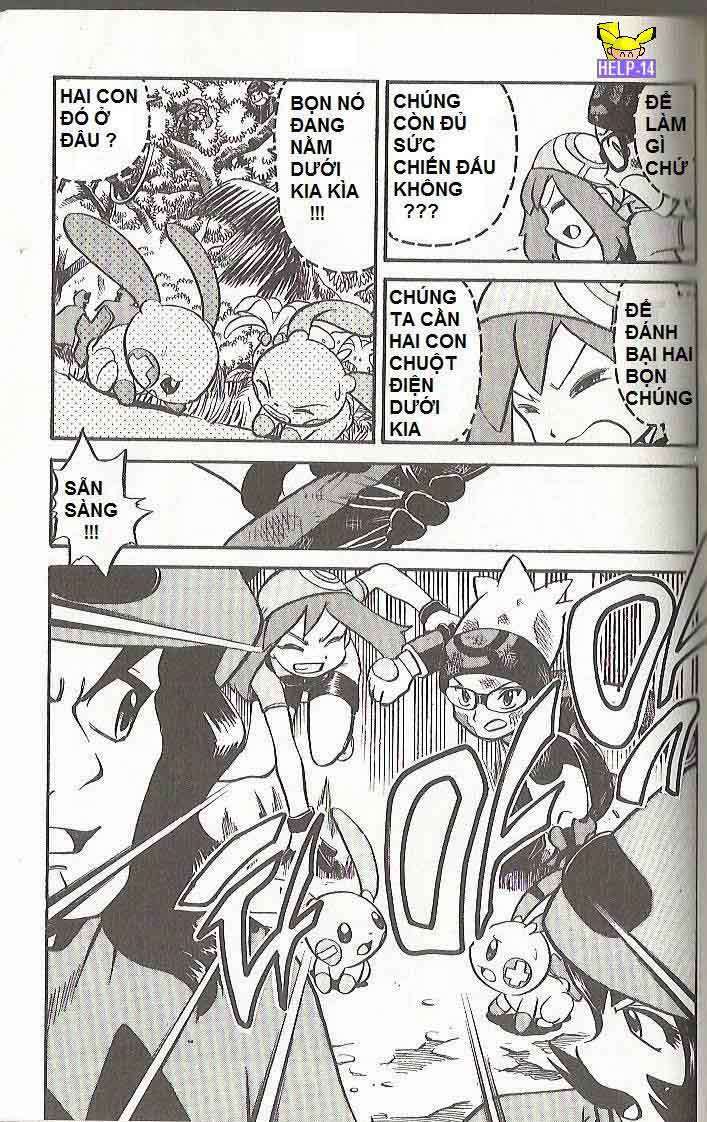 HELP-14
HAI CON
ĐÓ Ở
ĐÂU ?
BỌN NÓ
ĐANG
NẰM
DƯỚI
KIA KÌA
!!!
CHÚNG
CÒN ĐỦ
SỨC
CHIẾN ĐẤU
KHÔNG
???
ĐỂ
LÀM
GÌ
CHỨ
CHÚNG
TA CẦN
HAI CON
CHUỘT
ĐIỆN
DƯỚI
KIA
ĐỂ
ĐÁNH
BẠI HAI
BỌN
CHÚNG
SẴN
SÀNG
!!!